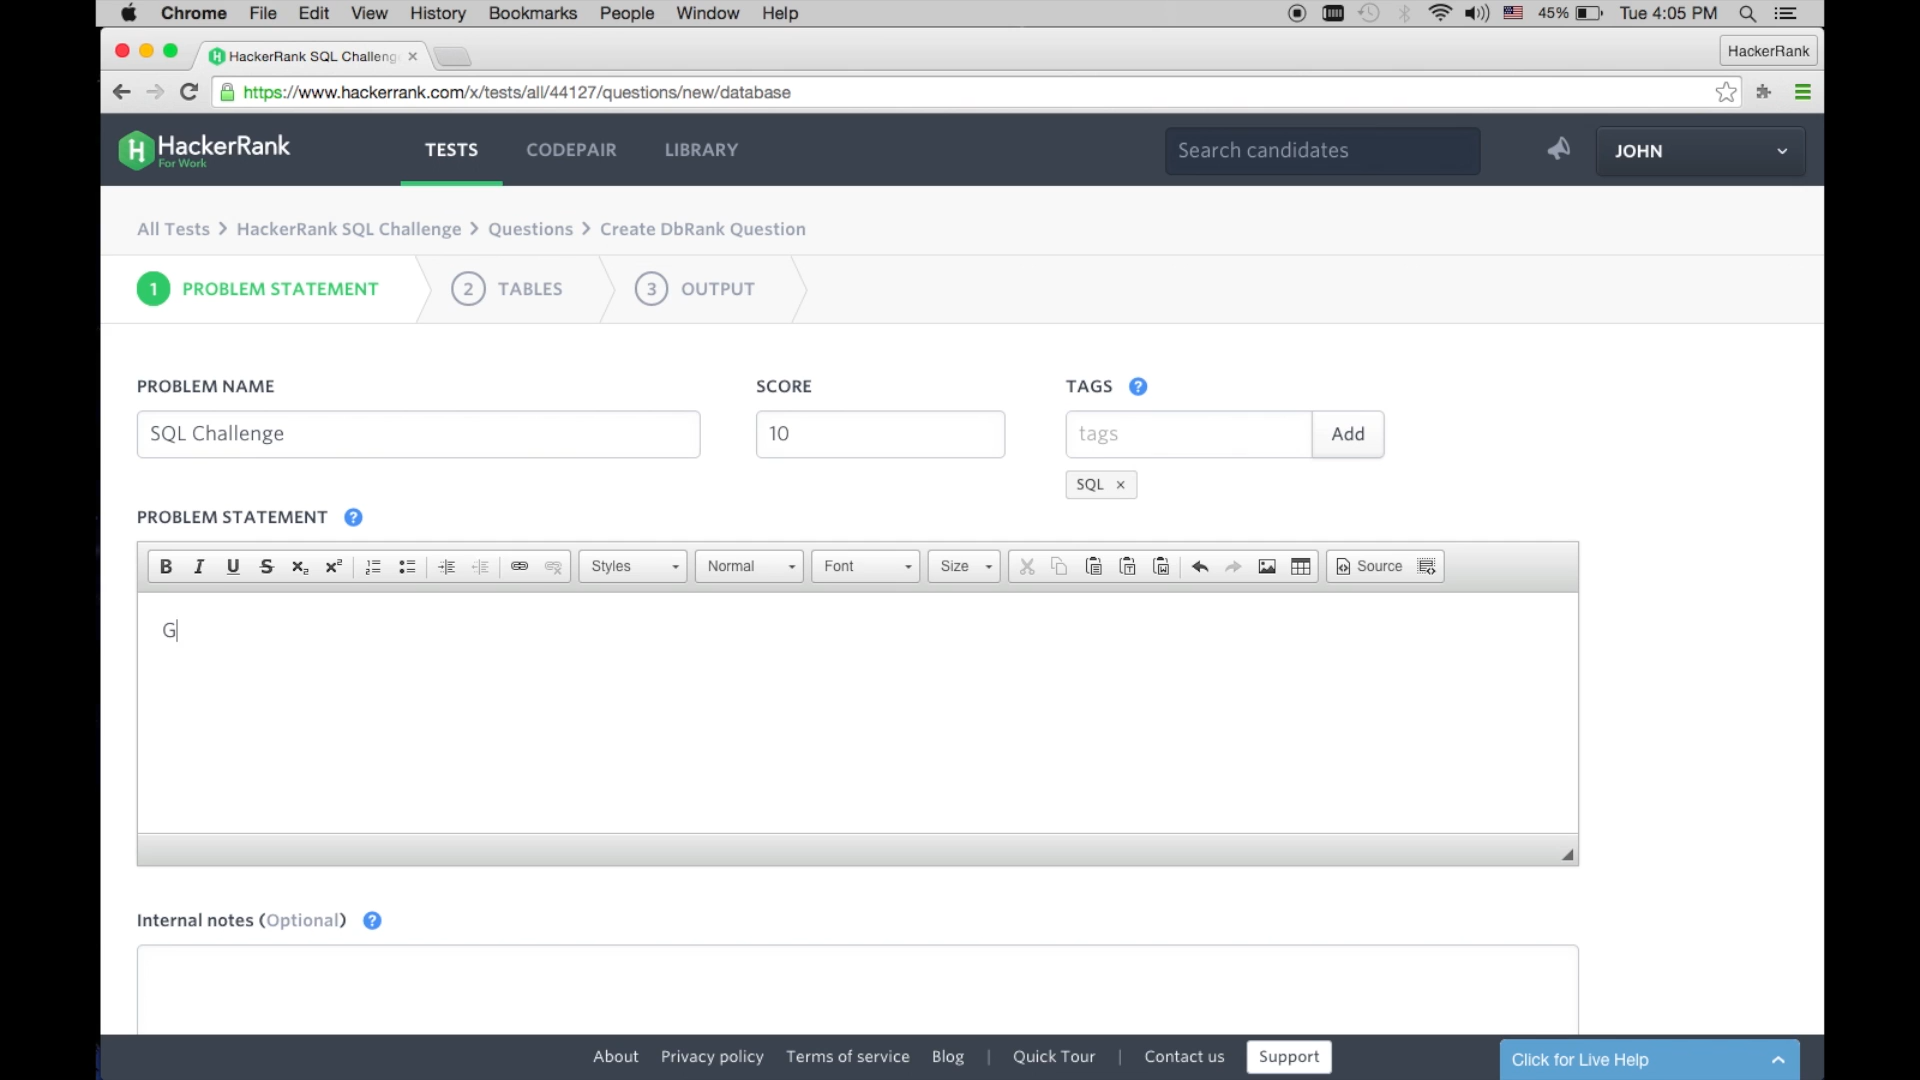 Chrome File Edit View History Bookmarks People Window Help 45% Tue 4:05 PM
HackerRank SQL Challeng HackerRank
https://www.hackerrank.com/x/tests/all/44127/questions/new/database
HackerRank For Work TESTS CODEPAIR LIBRARY Search candidates JOHN
All Tests > HackerRank SQL Challenge > Questions > Create DbRank Question
1 PROBLEM STATEMENT 2 TABLES 3 OUTPUT
PROBLEM NAME SCORE TAGS ?
SQL Challenge 10 tags Add
SQL ×
PROBLEM STATEMENT ?
B I U S x₂ x² Styles Normal Font Size Source
G
Internal notes (Optional) ?
About Privacy policy Terms of service Blog | Quick Tour | Contact us Support Click for Live Help